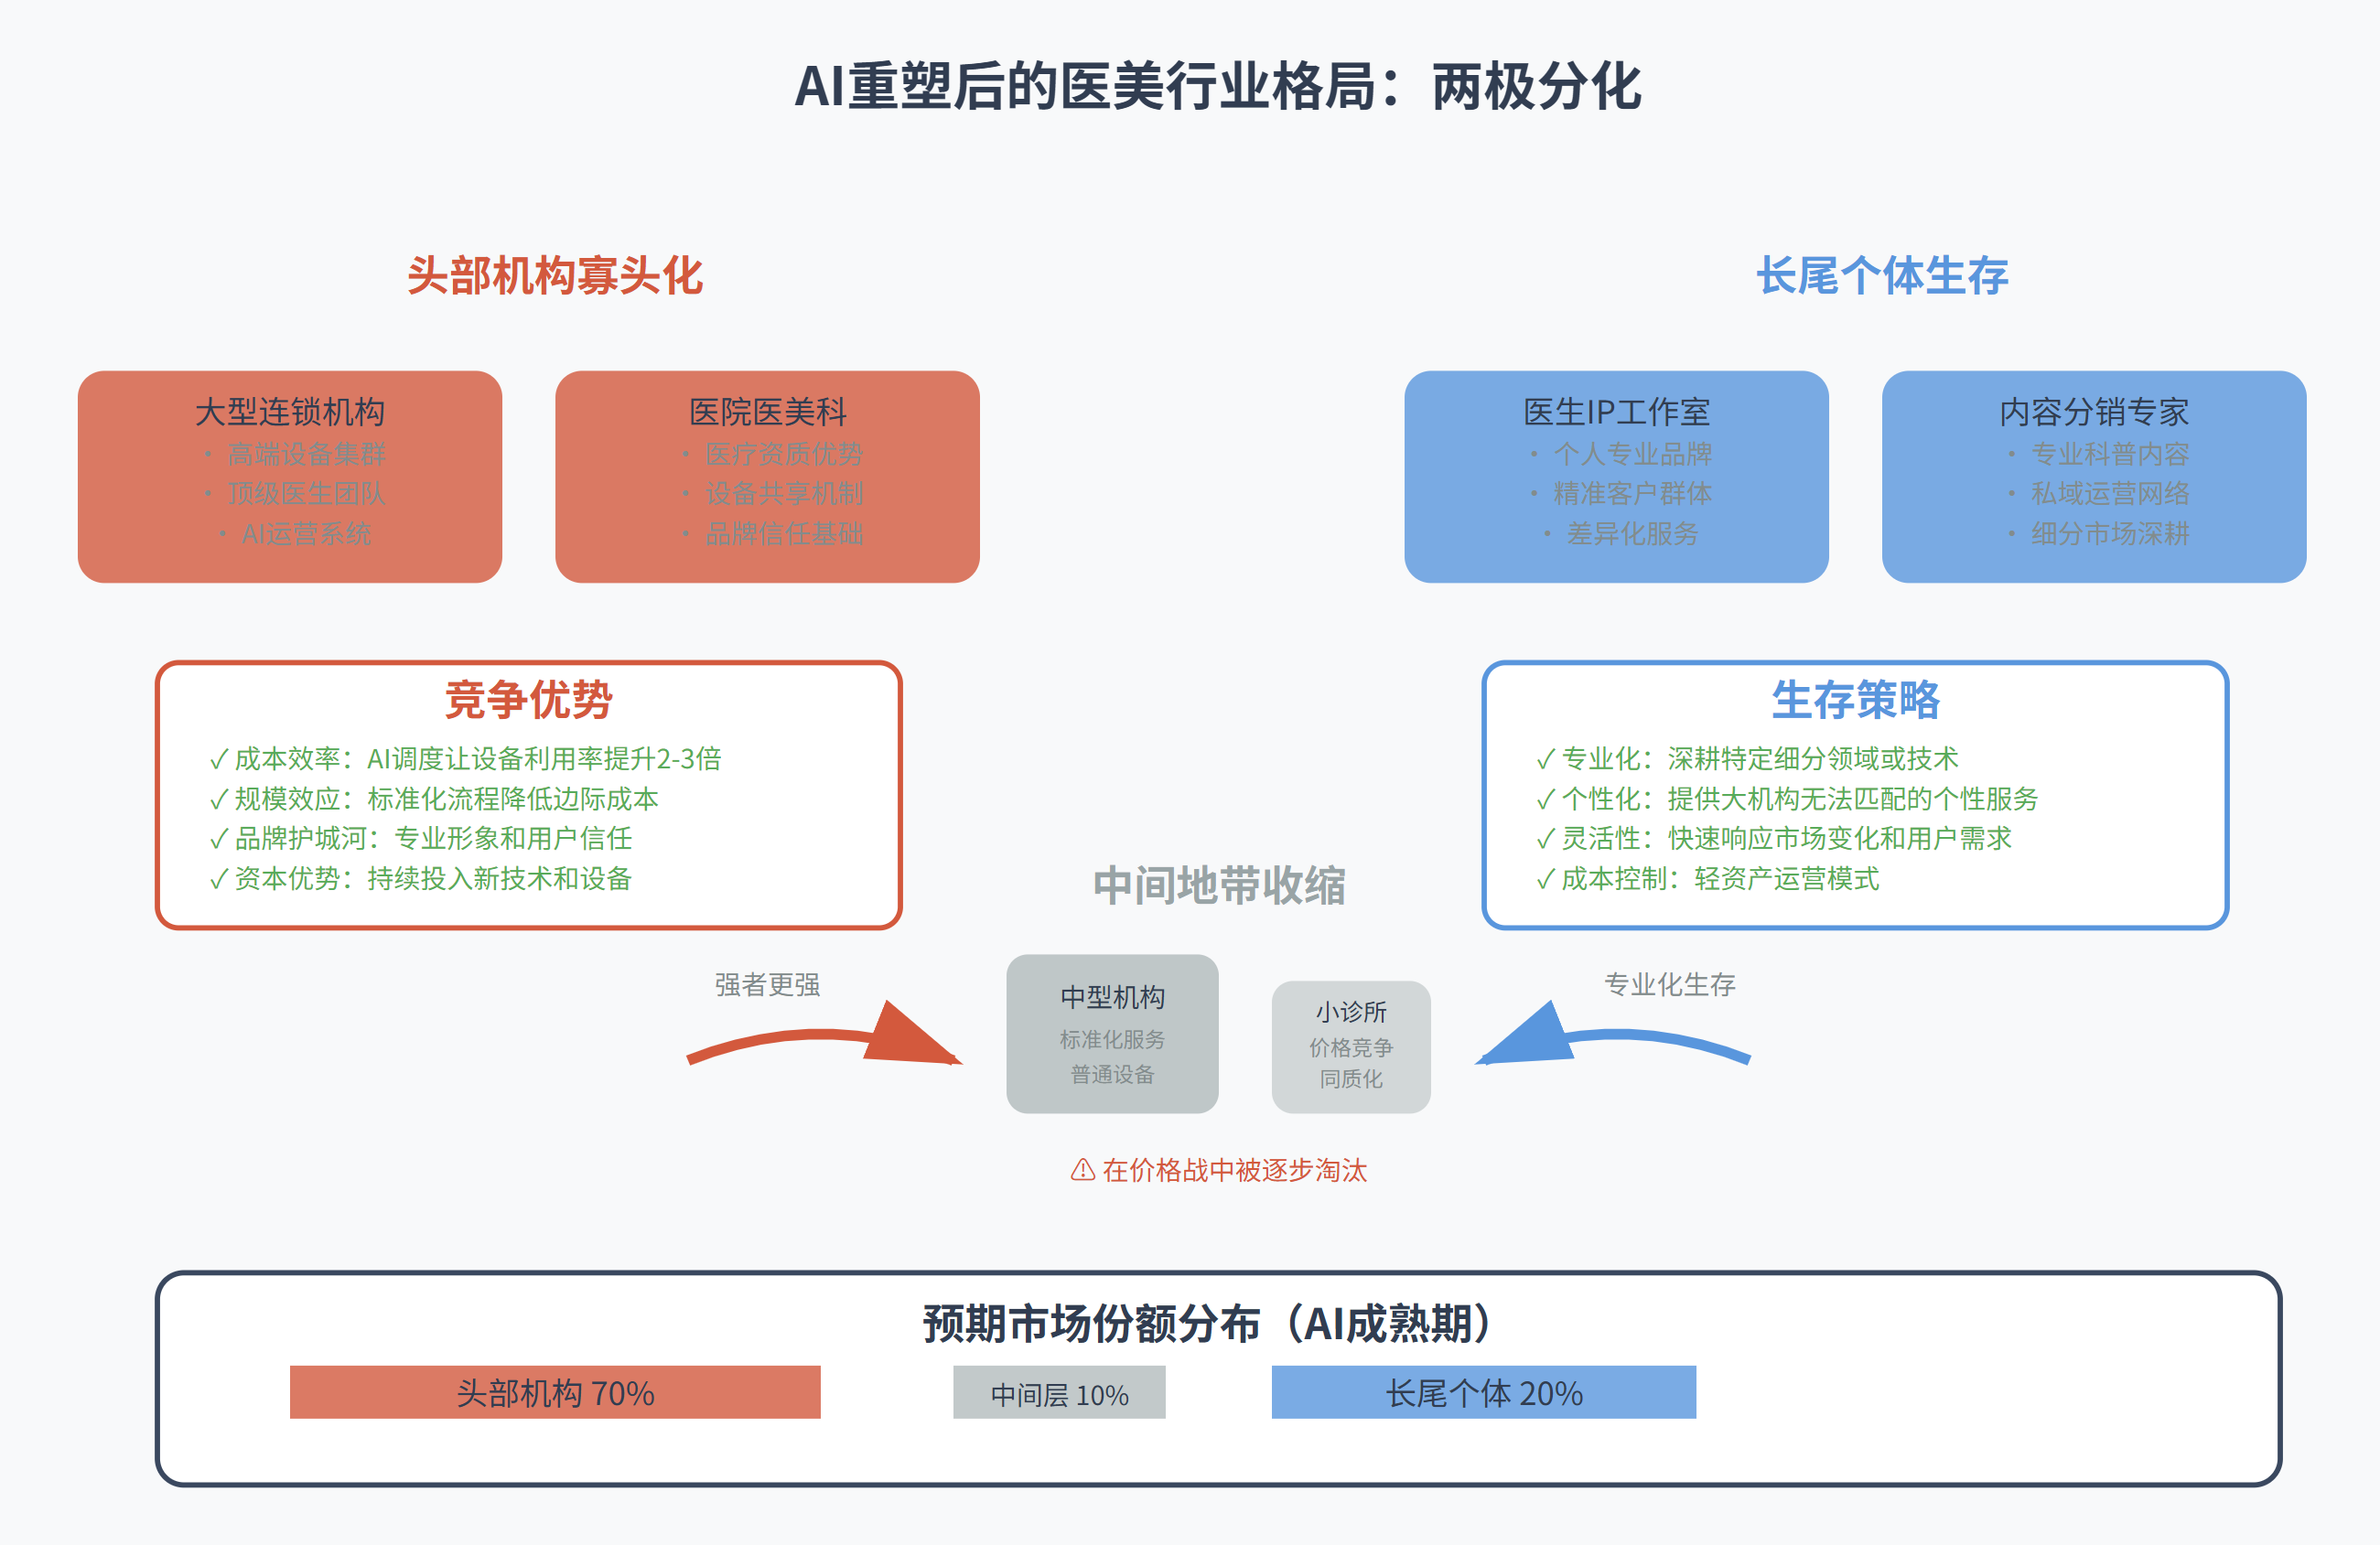 AI重塑后的医美行业格局：两极分化
头部机构寡头化
长尾个体生存
大型连锁机构
• 高端设备集群
• 顶级医生团队
• AI运营系统
医院医美科
• 医疗资质优势
• 设备共享机制
• 品牌信任基础
医生IP工作室
• 个人专业品牌
• 精准客户群体
• 差异化服务
内容分销专家
• 专业科普内容
• 私域运营网络
• 细分市场深耕
竞争优势
✓ 成本效率：AI调度让设备利用率提升2-3倍
✓ 规模效应：标准化流程降低边际成本
✓ 品牌护城河：专业形象和用户信任
✓ 资本优势：持续投入新技术和设备
生存策略
✓ 专业化：深耕特定细分领域或技术
✓ 个性化：提供大机构无法匹配的个性服务
✓ 灵活性：快速响应市场变化和用户需求
✓ 成本控制：轻资产运营模式
中间地带收缩
强者更强
中型机构
标准化服务
普通设备
小诊所
价格竞争
同质化
专业化生存
⚠ 在价格战中被逐步淘汰
预期市场份额分布（AI成熟期）
头部机构 70%
中间层 10%
长尾个体 20%